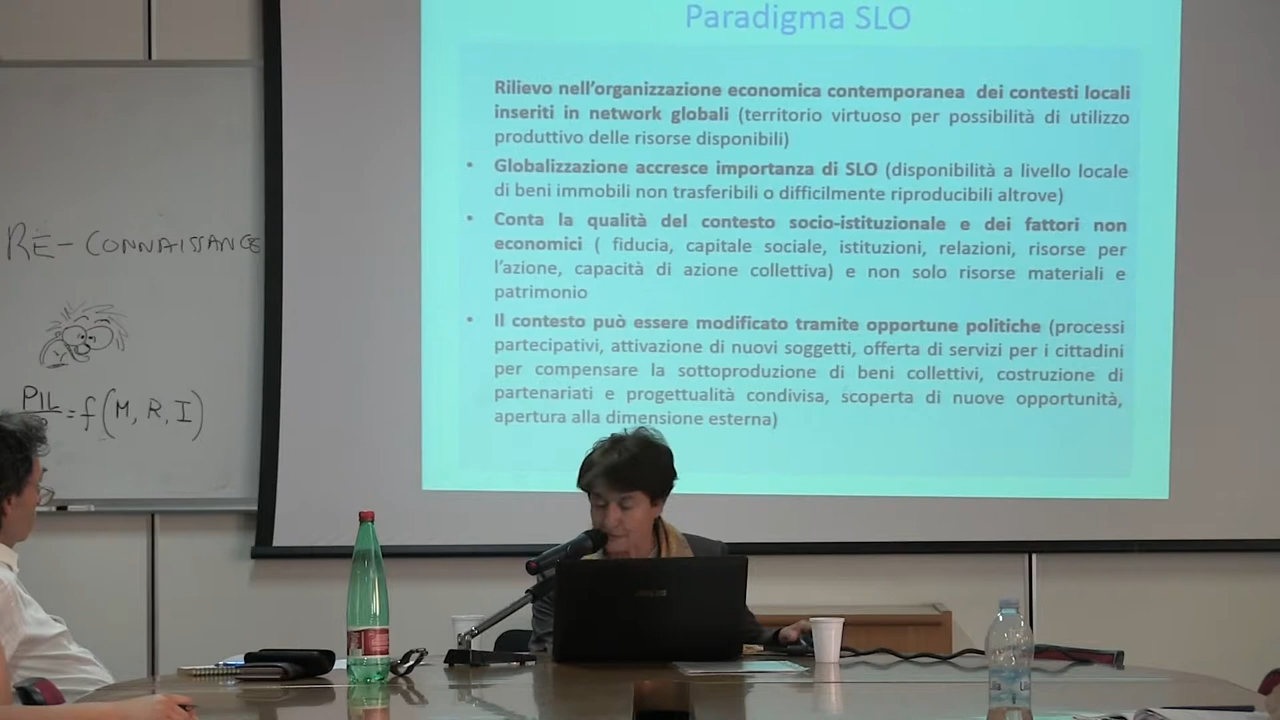 Paradigma SLO
Rilievo nell'organizzazione economica contemporanea dei contesti locali
inseriti in network globali (territorio virtuoso per possibilità di utilizzo
produttivo delle risorse disponibili)
• Globalizzazione accresce importanza di SLO (disponibilità a livello locale
di beni immobili non trasferibili o difficilmente riproducibili altrove)
• Conta la qualità del contesto socio-istituzionale e dei fattori non
economici ( fiducia, capitale sociale, istituzioni, relazioni, risorse per
l'azione, capacità di azione collettiva) e non solo risorse materiali e
patrimonio
• Il contesto può essere modificato tramite opportune politiche (processi
partecipativi, attivazione di nuovi soggetti, offerta di servizi per i cittadini
per compensare la sottoproduzione di beni collettivi, costruzione di
partenariati e progettualità condivisa, scoperta di nuove opportunità,
apertura alla dimensione esterna)
RE-CONNAISSANCE
PIL
= f(M, R, I)